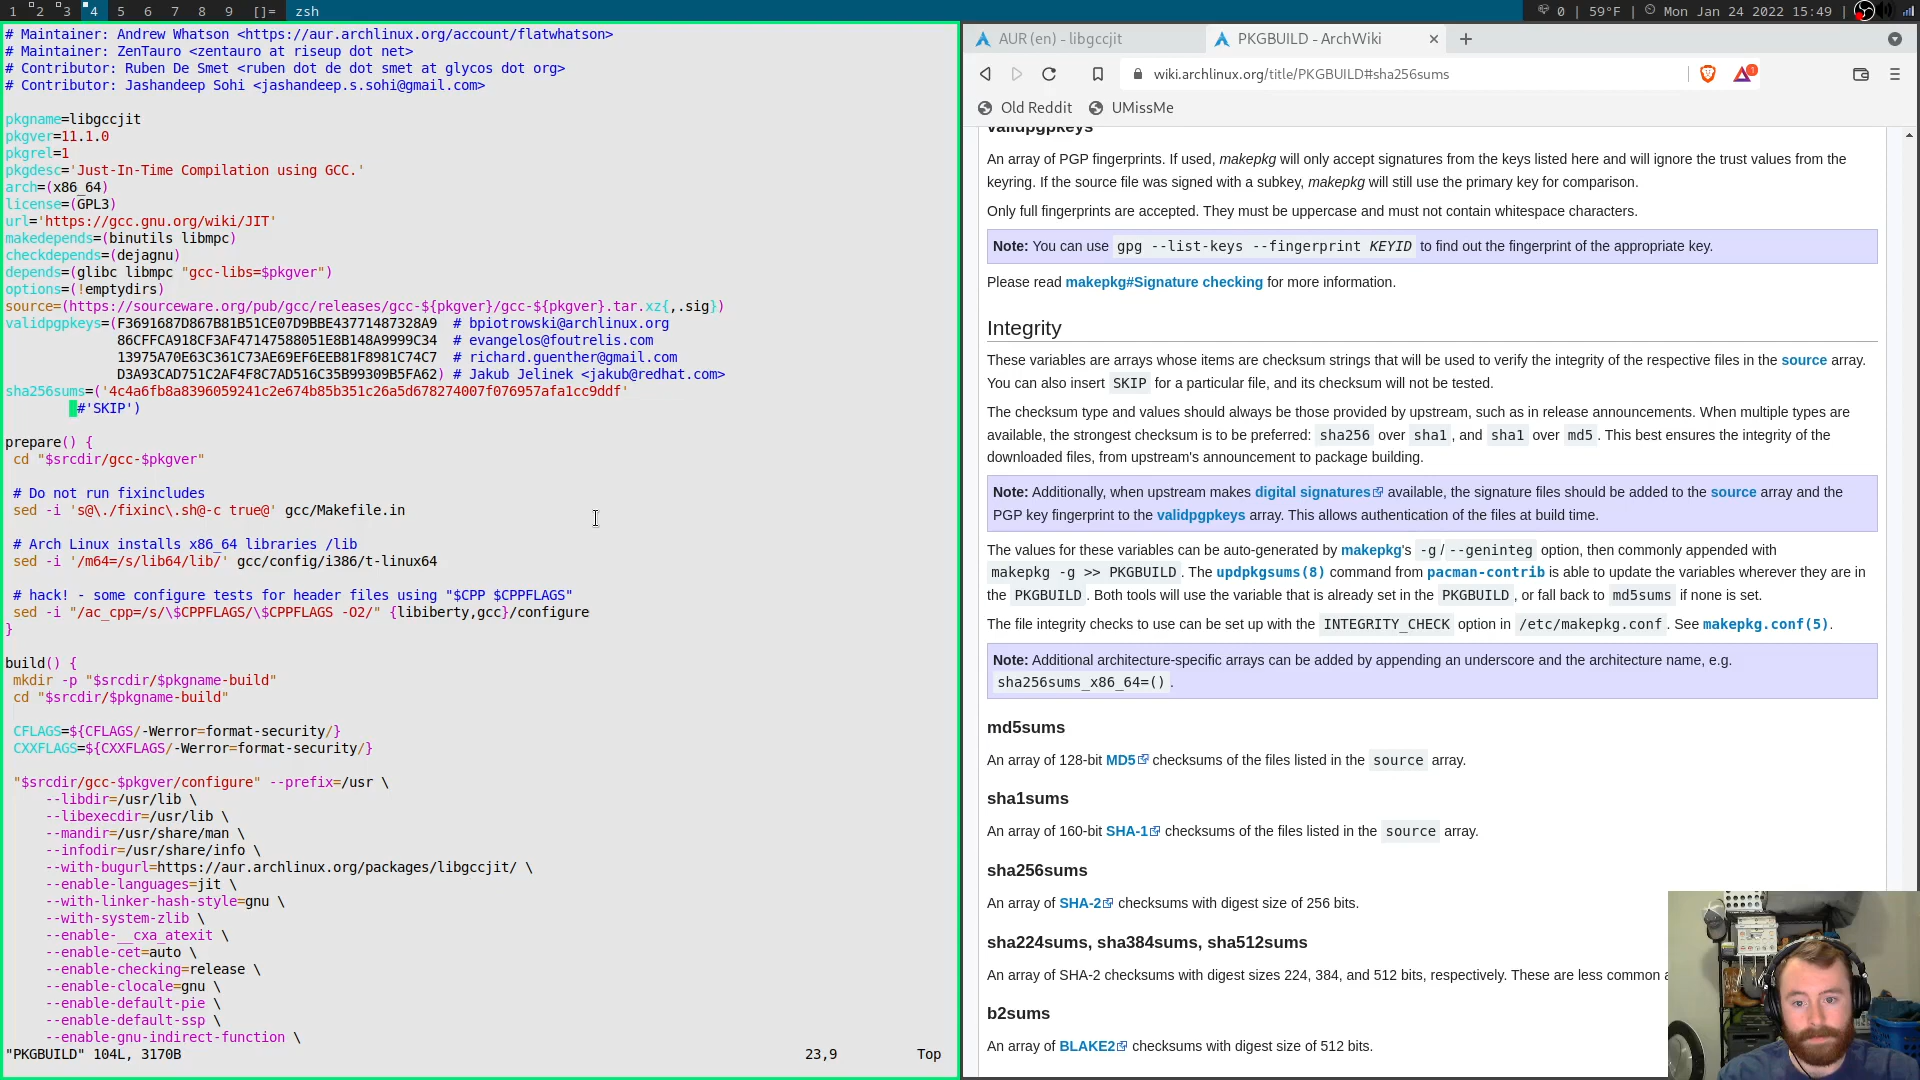 1 2 3 4 5 6 7 8 9 []= zsh
0 | 59°F | Mon Jan 24 2022 15:49 |
# Maintainer: Andrew Whatson <https://aur.archlinux.org/account/flatwhatson>
# Maintainer: ZenTauro <zentauro at riseup dot net>
# Contributor: Ruben De Smet <ruben dot de dot smet at glycos dot org>
# Contributor: Jashandeep Sohi <jashandeep.s.sohi@gmail.com>
pkgname=libgccjit
pkgver=11.1.0
pkgrel=1
pkgdesc='Just-In-Time Compilation using GCC.'
arch=(x86_64)
license=(GPL3)
url='https://gcc.gnu.org/wiki/JIT'
makedepends=(binutils libmpc)
checkdepends=(dejagnu)
depends=(glibc libmpc "gcc-libs=$pkgver")
options=(!emptydirs)
source=(https://sourceware.org/pub/gcc/releases/gcc-${pkgver}/gcc-${pkgver}.tar.xz{,.sig})
validpgpkeys=(F3691687D867B81B51CE07D9BBE43771487328A9 # bpiotrowski@archlinux.org
86CFFCA918CF3AF47147588051E8B148A9999C34 # evangelos@foutrelis.com
13975A70E63C361C73AE69EF6EEB81F8981C74C7 # richard.guenther@gmail.com
D3A93CAD751C2AF4F8C7AD516C35B99309B5FA62) # Jakub Jelinek <jakub@redhat.com>
sha256sums=('4c4a6fb8a8396059241c2e674b85b351c26a5d678274007f076957afa1cc9ddf'
#'SKIP')
prepare() {
cd "$srcdir/gcc-$pkgver"
# Do not run fixincludes
sed -i 's@\./fixinc\.sh@-c true@' gcc/Makefile.in
# Arch Linux installs x86_64 libraries /lib
sed -i '/m64=/s/lib64/lib/' gcc/config/i386/t-linux64
# hack! - some configure tests for header files using "$CPP $CPPFLAGS"
sed -i "/ac_cpp=/s/\$CPPFLAGS/\$CPPFLAGS -O2/" {libiberty,gcc}/configure
}
build() {
mkdir -p "$srcdir/$pkgname-build"
cd "$srcdir/$pkgname-build"
CFLAGS=${CFLAGS/-Werror=format-security/}
CXXFLAGS=${CXXFLAGS/-Werror=format-security/}
"$srcdir/gcc-$pkgver/configure" --prefix=/usr \
--libdir=/usr/lib \
--libexecdir=/usr/lib \
--mandir=/usr/share/man \
--infodir=/usr/share/info \
--with-bugurl=https://aur.archlinux.org/packages/libgccjit/ \
--enable-languages=jit \
--with-linker-hash-style=gnu \
--with-system-zlib \
--enable-__cxa_atexit \
--enable-cet=auto \
--enable-checking=release \
--enable-clocale=gnu \
--enable-default-pie \
--enable-default-ssp \
--enable-gnu-indirect-function \
"PKGBUILD" 104L, 3170B 23,9 Top
AUR (en) - libgccjit
PKGBUILD - ArchWiki
wiki.archlinux.org/title/PKGBUILD#sha256sums
1
Old Reddit
UMissMe
validpgpkeys
An array of PGP fingerprints. If used, makepkg will only accept signatures from the keys listed here and will ignore the trust values from the
keyring. If the source file was signed with a subkey, makepkg will still use the primary key for comparison.
Only full fingerprints are accepted. They must be uppercase and must not contain whitespace characters.
Note: You can use gpg --list-keys --fingerprint KEYID to find out the fingerprint of the appropriate key.
Please read makepkg#Signature checking for more information.
Integrity
These variables are arrays whose items are checksum strings that will be used to verify the integrity of the respective files in the source array.
You can also insert SKIP for a particular file, and its checksum will not be tested.
The checksum type and values should always be those provided by upstream, such as in release announcements. When multiple types are
available, the strongest checksum is to be preferred: sha256 over sha1, and sha1 over md5. This best ensures the integrity of the
downloaded files, from upstream's announcement to package building.
Note: Additionally, when upstream makes digital signatures available, the signature files should be added to the source array and the
PGP key fingerprint to the validpgpkeys array. This allows authentication of the files at build time.
The values for these variables can be auto-generated by makepkg's -g/--geninteg option, then commonly appended with
makepkg -g >> PKGBUILD. The updpkgsums(8) command from pacman-contrib is able to update the variables wherever they are in
the PKGBUILD. Both tools will use the variable that is already set in the PKGBUILD, or fall back to md5sums if none is set.
The file integrity checks to use can be set up with the INTEGRITY_CHECK option in /etc/makepkg.conf. See makepkg.conf(5).
Note: Additional architecture-specific arrays can be added by appending an underscore and the architecture name, e.g.
sha256sums_x86_64=().
md5sums
An array of 128-bit MD5 checksums of the files listed in the source array.
sha1sums
An array of 160-bit SHA-1 checksums of the files listed in the source array.
sha256sums
An array of SHA-2 checksums with digest size of 256 bits.
sha224sums, sha384sums, sha512sums
An array of SHA-2 checksums with digest sizes 224, 384, and 512 bits, respectively. These are less common a
b2sums
An array of BLAKE2 checksums with digest size of 512 bits.